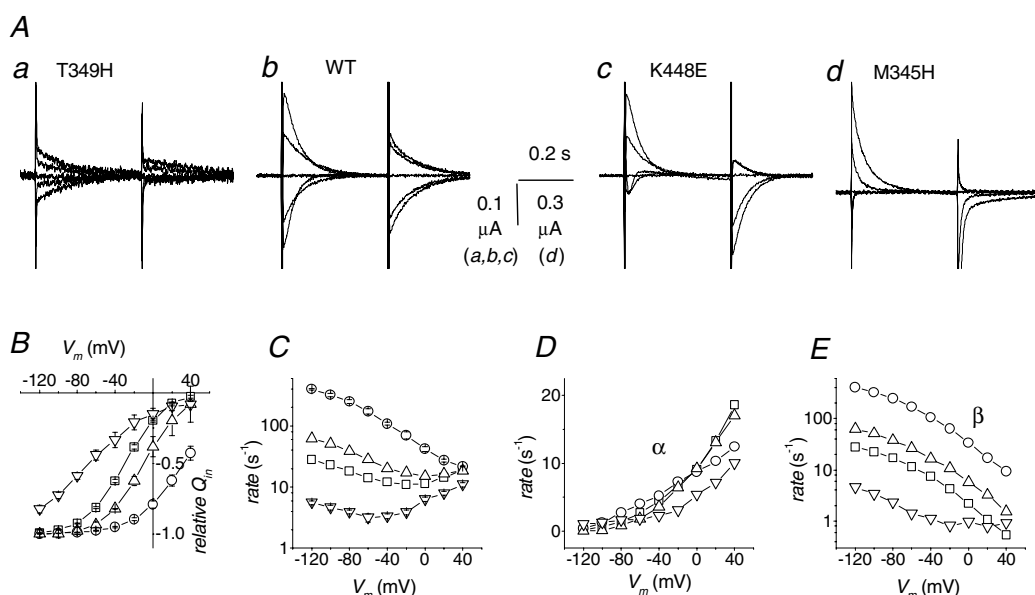 A
a T349H b WT c K448E d M345H
0.2 s
0.1 0.3
μA μA
(a,b,c) (d)
B C D E
V_m (mV)
-120 -80 -40 40
-0.5
-1.0
relative Q_in
rate (s⁻¹)
100
10
1
-120 -80 -40 0 40
V_m (mV)
rate (s⁻¹)
20
10
0
α
-120 -80 -40 0 40
V_m (mV)
rate (s⁻¹)
100
10
1
β
-120 -80 -40 0 40
V_m (mV)